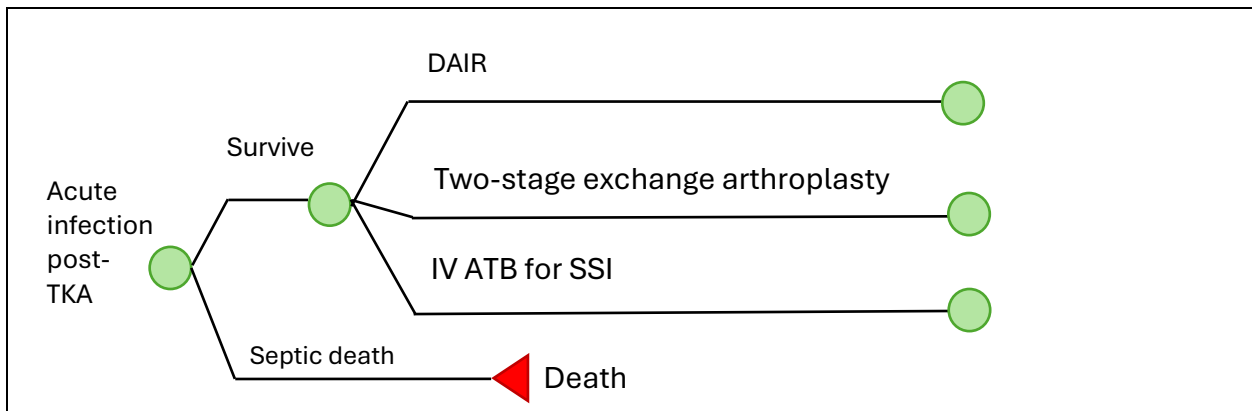 DAIR
Survive
Two-stage exchange arthroplasty
Acute
infection
post-
TKA
IV ATB for SSI
Septic death
Death